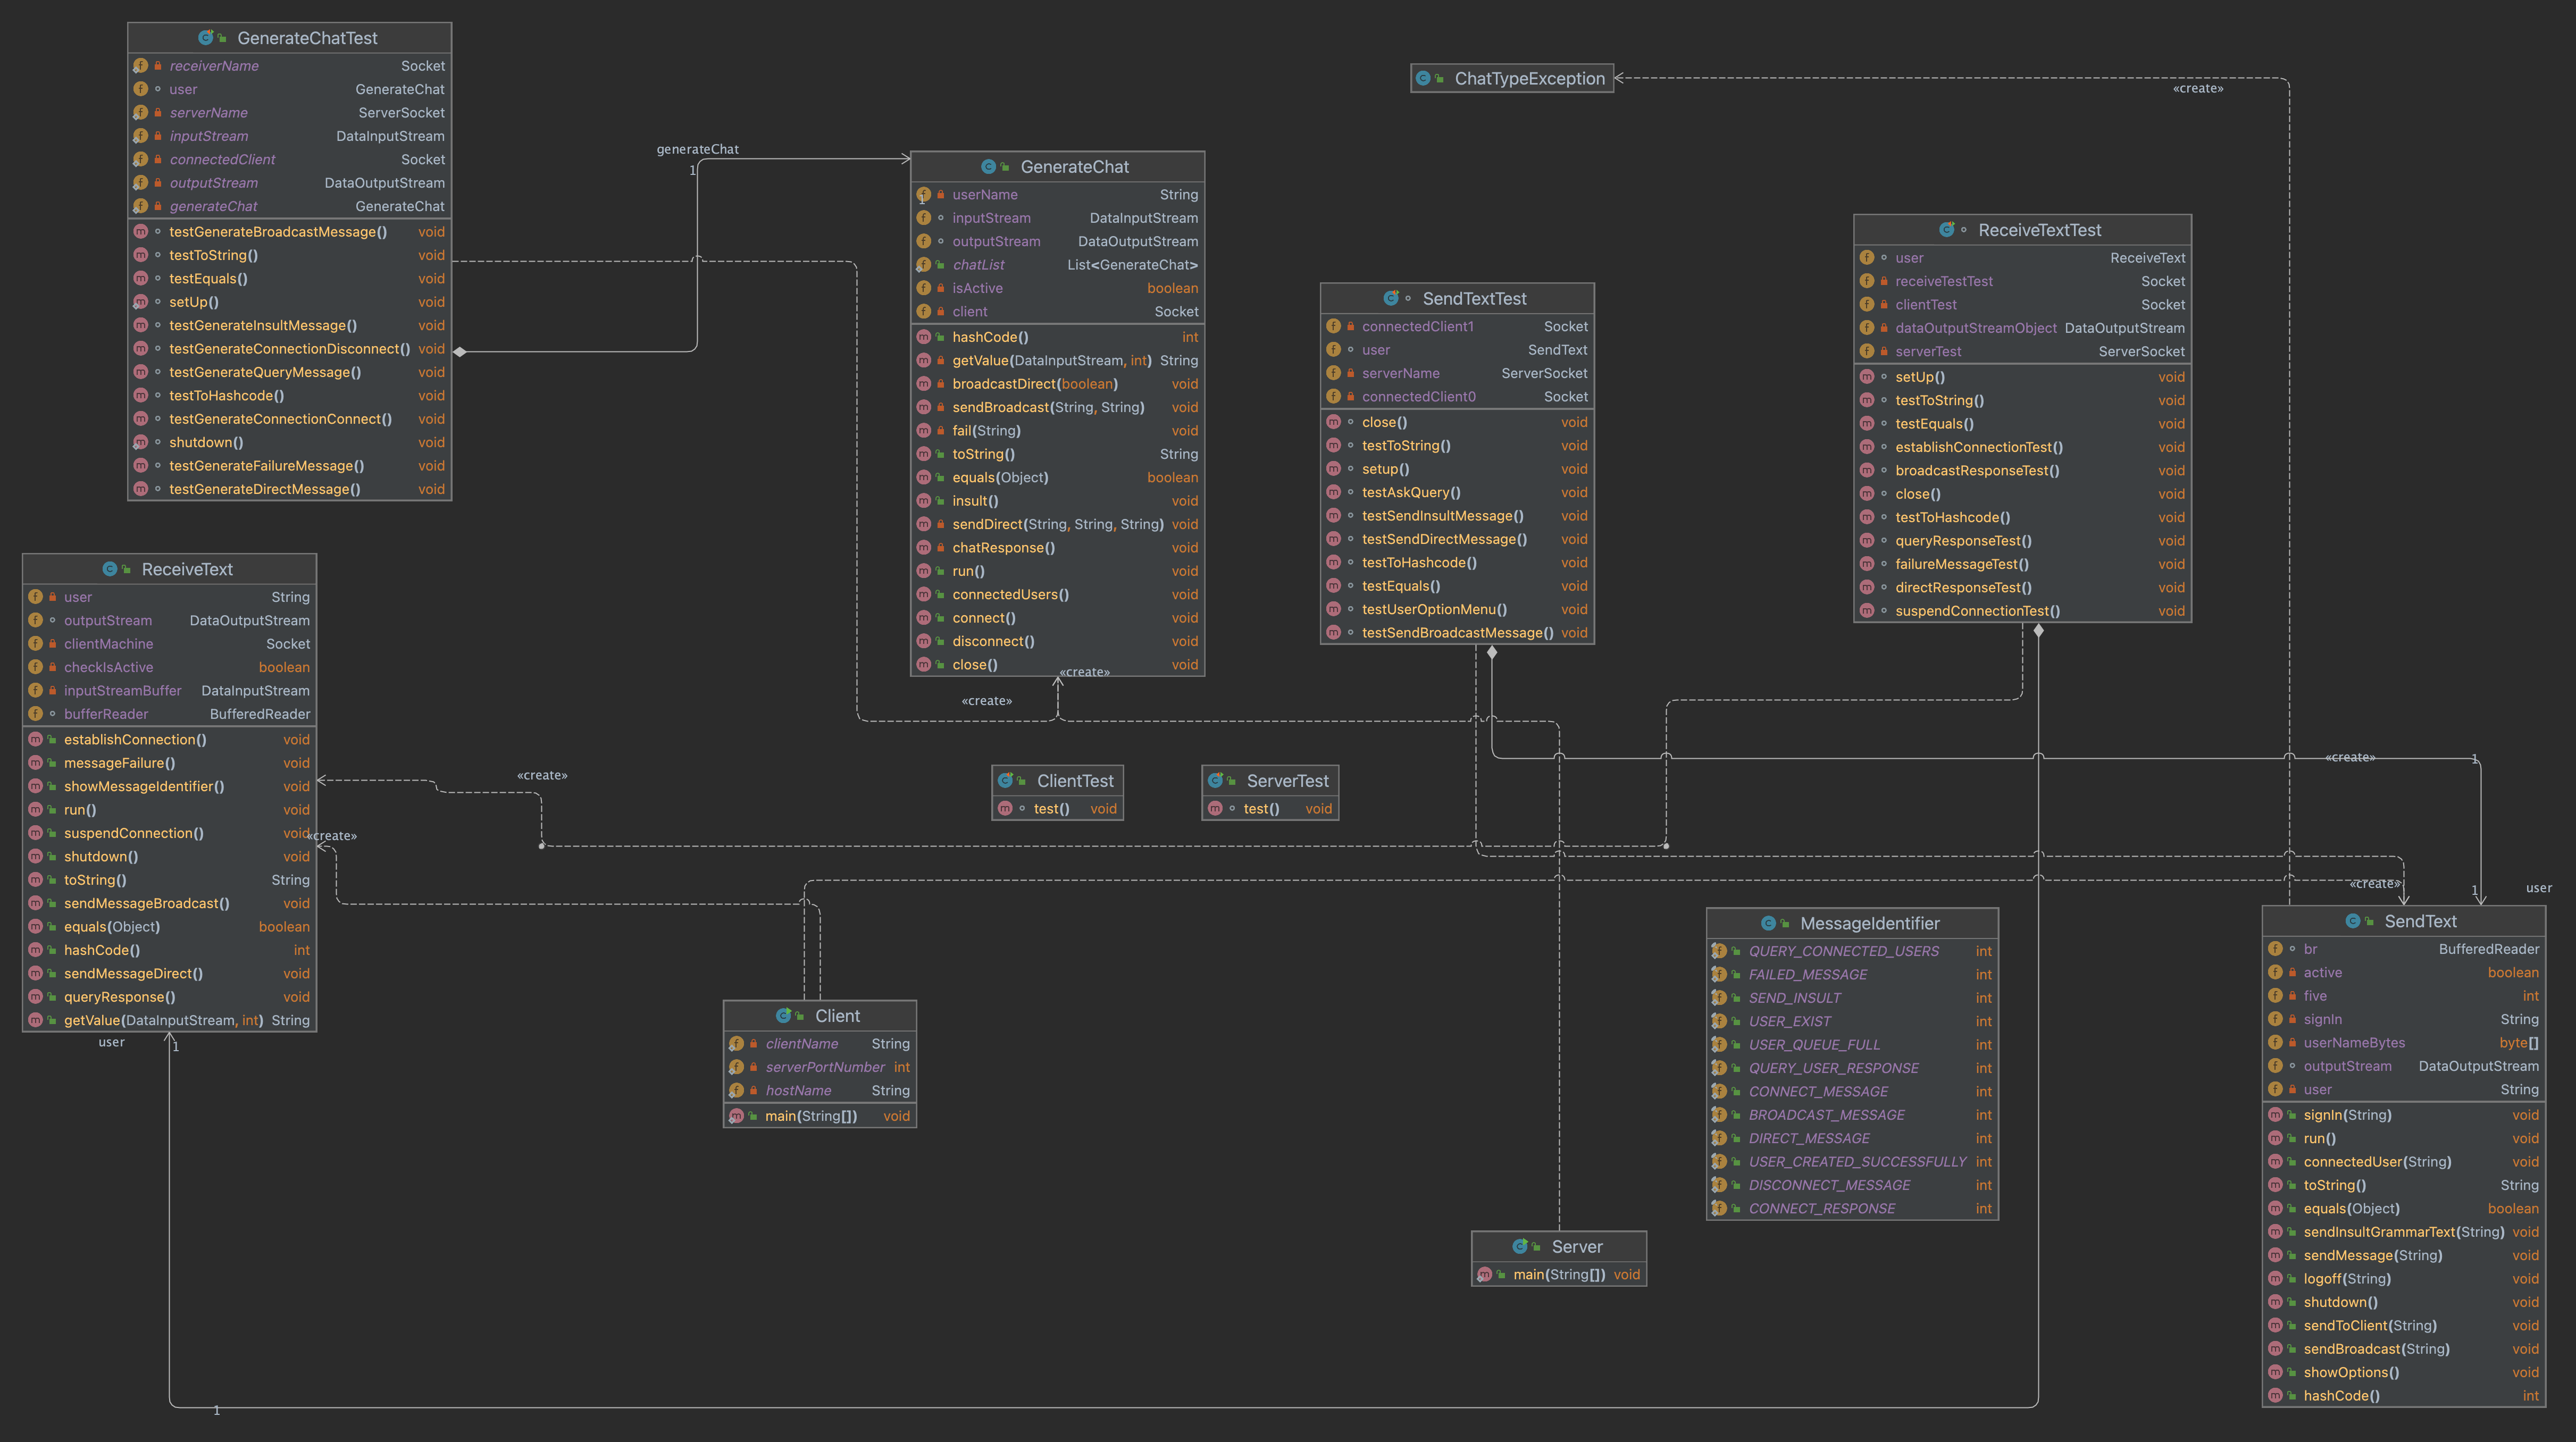 GenerateChatTest
receiverName Socket
user GenerateChat
serverName ServerSocket
inputStream DataInputStream
connectedClient Socket
outputStream DataOutputStream
generateChat GenerateChat
testGenerateBroadcastMessage() void
testToString() void
testEquals() void
setUp() void
testGenerateInsultMessage() void
testGenerateConnectionDisconnect() void
testGenerateQueryMessage() void
testToHashcode() void
testGenerateConnectionConnect() void
shutdown() void
testGenerateFailureMessage() void
testGenerateDirectMessage() void
generateChat
1
ChatTypeException
«create»
GenerateChat
1
userName String
inputStream DataInputStream
outputStream DataOutputStream
chatList List<GenerateChat>
isActive boolean
client Socket
hashCode() int
getValue(DataInputStream, int) String
broadcastDirect(boolean) void
sendBroadcast(String, String) void
fail(String) void
toString() String
equals(Object) boolean
insult() void
sendDirect(String, String, String) void
chatResponse() void
run() void
connectedUsers() void
connect() void
disconnect() void
close() void
«create»
«create»
SendTextTest
connectedClient1 Socket
user SendText
serverName ServerSocket
connectedClient0 Socket
close() void
testToString() void
setup() void
testAskQuery() void
testSendInsultMessage() void
testSendDirectMessage() void
testToHashcode() void
testEquals() void
testUserOptionMenu() void
testSendBroadcastMessage() void
ReceiveTextTest
user ReceiveText
receiveTestTest Socket
clientTest Socket
dataOutputStreamObject DataOutputStream
serverTest ServerSocket
setUp() void
testToString() void
testEquals() void
establishConnectionTest() void
broadcastResponseTest() void
close() void
testToHashcode() void
queryResponseTest() void
failureMessageTest() void
directResponseTest() void
suspendConnectionTest() void
ReceiveText
user String
outputStream DataOutputStream
clientMachine Socket
checkIsActive boolean
inputStreamBuffer DataInputStream
bufferReader BufferedReader
establishConnection() void
messageFailure() void
showMessageIdentifier() void
run() void
suspendConnection() void
shutdown() void
toString() String
sendMessageBroadcast() void
equals(Object) boolean
hashCode() int
sendMessageDirect() void
queryResponse() void
getValue(DataInputStream, int) String
user
1
1
«create»
«create»
ClientTest
test() void
ServerTest
test() void
«create»
1
«create»
1
user
Client
clientName String
serverPortNumber int
hostName String
main(String[]) void
Server
main(String[]) void
MessageIdentifier
QUERY_CONNECTED_USERS int
FAILED_MESSAGE int
SEND_INSULT int
USER_EXIST int
USER_QUEUE_FULL int
QUERY_USER_RESPONSE int
CONNECT_MESSAGE int
BROADCAST_MESSAGE int
DIRECT_MESSAGE int
USER_CREATED_SUCCESSFULLY int
DISCONNECT_MESSAGE int
CONNECT_RESPONSE int
SendText
br BufferedReader
active boolean
five int
signIn String
userNameBytes byte[]
outputStream DataOutputStream
user String
signIn(String) void
run() void
connectedUser(String) void
toString() String
equals(Object) boolean
sendInsultGrammarText(String) void
sendMessage(String) void
logoff(String) void
shutdown() void
sendToClient(String) void
sendBroadcast(String) void
showOptions() void
hashCode() int